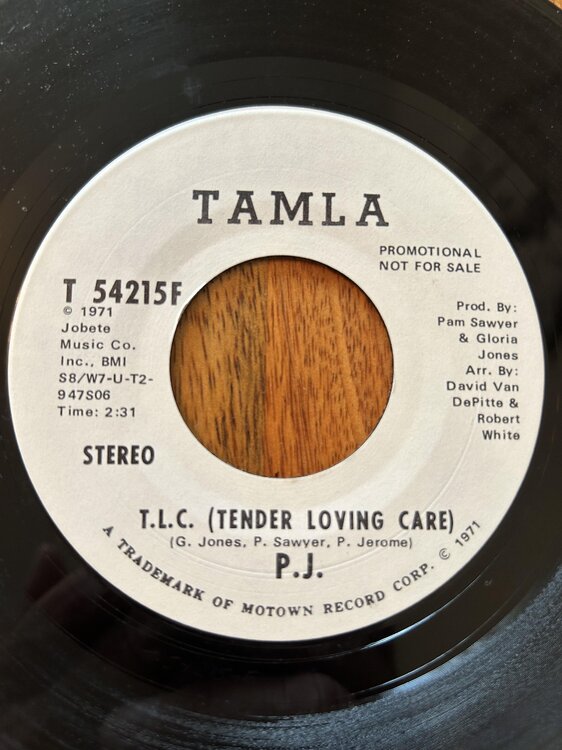 TAMLA
PROMOTIONAL
NOT FOR SALE
T 54215F
© 1971
Jobete
Music Co.
Inc., BMI
S8/W7-U-T2-
947S06
Time: 2:31
STEREO
Prod. By:
Pam Sawyer
& Gloria
Jones
Arr. By:
David Van
DePitte &
Robert
White
T.L.C. (TENDER LOVING CARE)
(G. Jones, P. Sawyer, P. Jerome)
P.J.
A TRADEMARK OF MOTOWN RECORD CORP. © 1971